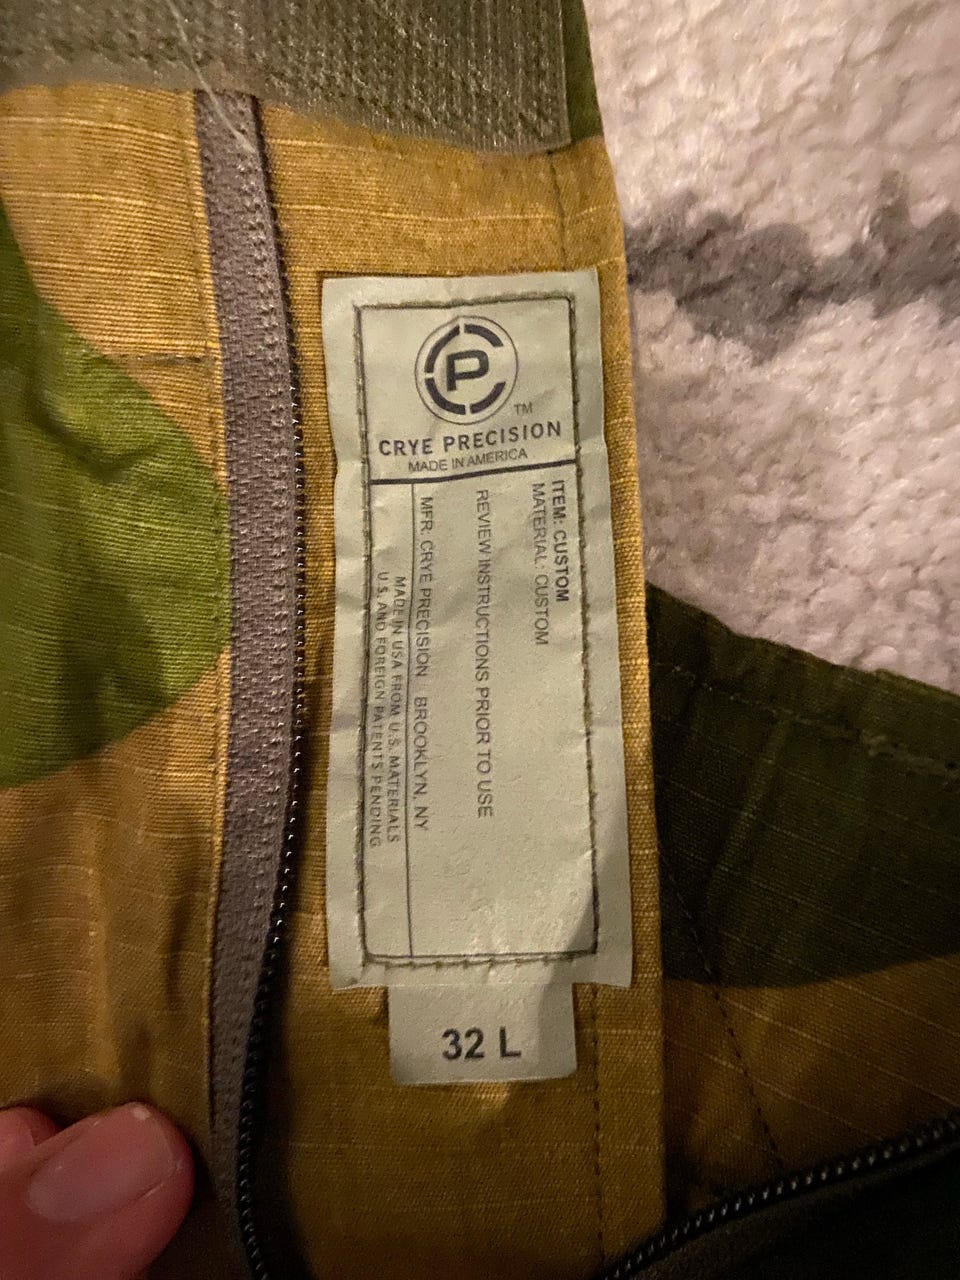 P
TM
CRYE PRECISION
MADE IN AMERICA
ITEM: CUSTOM
MATERIAL: CUSTOM
REVIEW INSTRUCTIONS PRIOR TO USE
MFR: CRYE PRECISION BROOKLYN, NY
MADE IN USA FROM U.S. MATERIALS
U.S. AND FOREIGN PATENTS PENDING
32 L